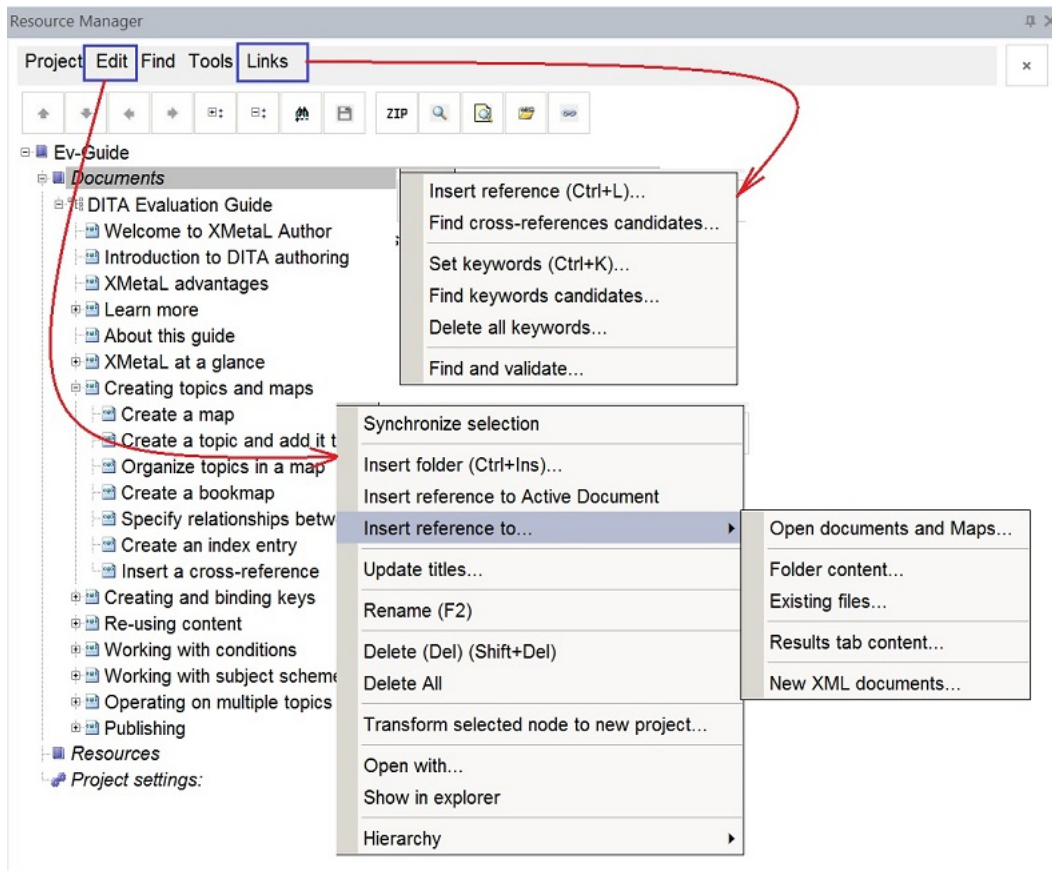 Resource Manager
Project Edit Find Tools Links
ZIP
Ev-Guide
Documents
DITA Evaluation Guide
Welcome to XMetaL Author
Introduction to DITA authoring
XMetaL advantages
Learn more
About this guide
XMetaL at a glance
Creating topics and maps
Create a map
Create a topic and add it t
Organize topics in a map
Create a bookmap
Specify relationships betw
Create an index entry
Insert a cross-reference
Creating and binding keys
Re-using content
Working with conditions
Working with subject scheme
Operating on multiple topics
Publishing
Resources
Project settings:
Insert reference (Ctrl+L)...
Find cross-references candidates...
Set keywords (Ctrl+K)...
Find keywords candidates...
Delete all keywords...
Find and validate...
Synchronize selection
Insert folder (Ctrl+Ins)...
Insert reference to Active Document
Insert reference to...
Update titles...
Rename (F2)
Delete (Del) (Shift+Del)
Delete All
Transform selected node to new project...
Open with...
Show in explorer
Hierarchy
Open documents and Maps...
Folder content...
Existing files...
Results tab content...
New XML documents...